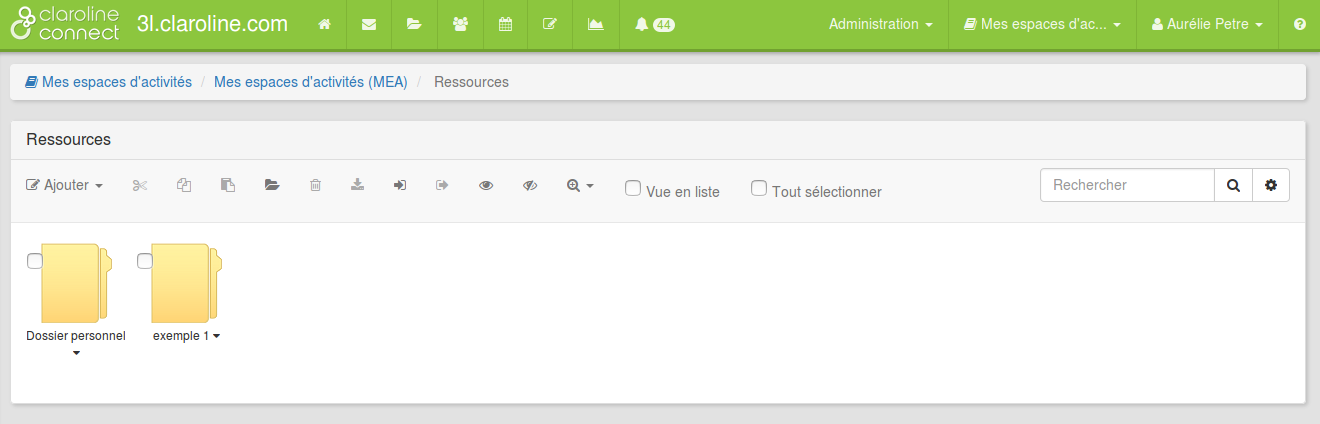 claroline
connect
3l.claroline.com
44
Administration
Mes espaces d'ac...
Aurélie Petre
Mes espaces d'activités / Mes espaces d'activités (MEA) / Ressources
Ressources
Ajouter
Vue en liste
Tout sélectionner
Rechercher
Dossier personnel
exemple 1